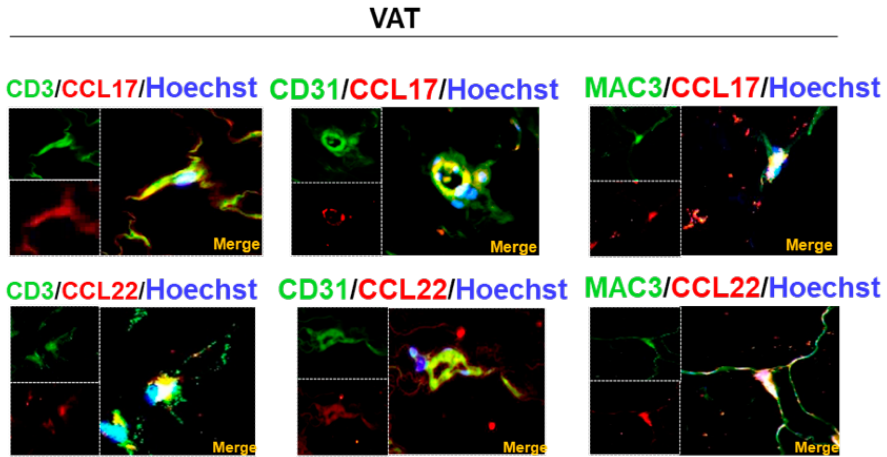 VAT
CD3/CCL17/Hoechst
CD31/CCL17/Hoechst
MAC3/CCL17/Hoechst
Merge
Merge
Merge
CD3/CCL22/Hoechst
CD31/CCL22/Hoechst
MAC3/CCL22/Hoechst
Merge
Merge
Merge